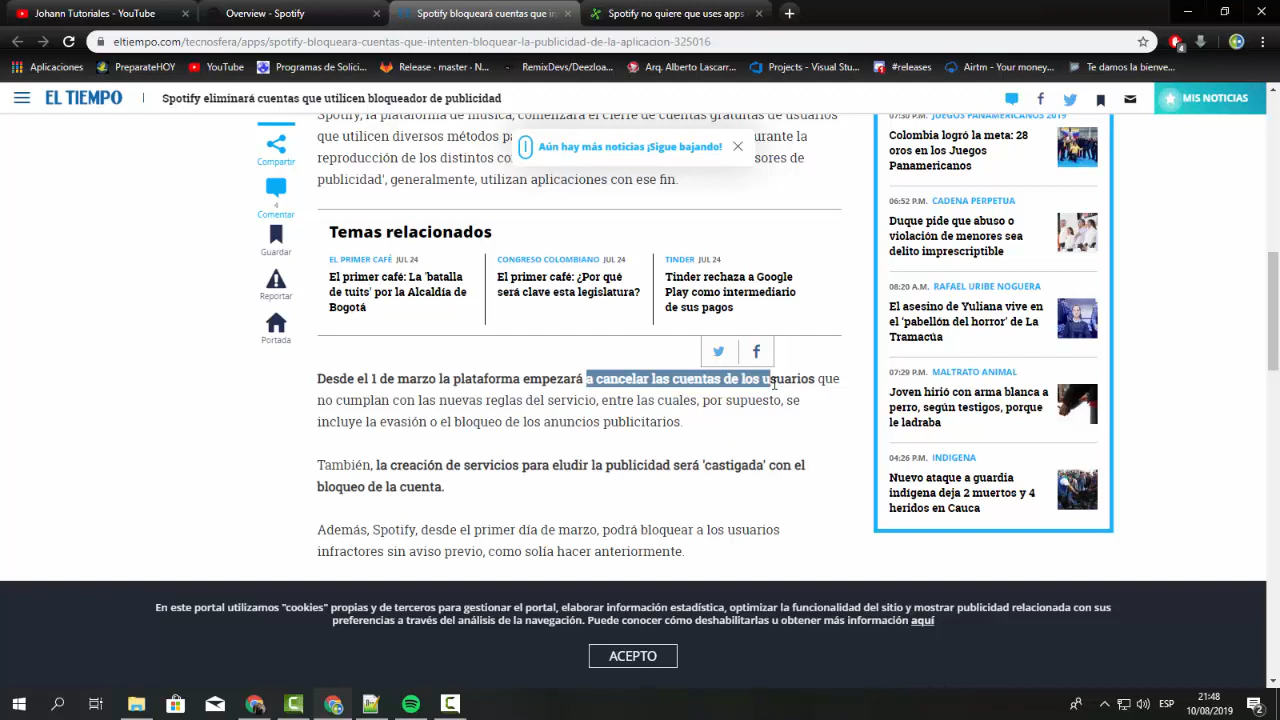 Johann Tutoriales - YouTube
Overview - Spotify
Spotify bloqueará cuentas que in
Spotify no quiere que uses apps
eltiempo.com/tecnosfera/apps/spotify-bloqueara-cuentas-que-intenten-bloquear-la-publicidad-de-la-aplicacion-325016
4
Aplicaciones
PreparateHOY
YouTube
Programas de Solici...
Release · master · N...
RemixDevs/Deezloa...
Arq. Alberto Lascarr...
Projects - Visual Stu...
#releases
Airtm - Your money...
Te damos la bienve...
EL TIEMPO
Spotify eliminará cuentas que utilicen bloqueador de publicidad
MIS NOTICIAS
Spotify, la plataforma de música, comenzará el cierre de cuentas gratuitas de usuarios
que utilicen diversos métodos pa
urante la
reproducción de los distintos co
sores de
publicidad', generalmente, utilizan aplicaciones con ese fin.
Aún hay más noticias ¡Sigue bajando!
Compartir
4
Comentar
Guardar
Reportar
Portada
Temas relacionados
EL PRIMER CAFÉ JUL 24
El primer café: La 'batalla
de tuits' por la Alcaldía de
Bogotá
CONGRESO COLOMBIANO JUL 24
El primer café: ¿Por qué
será clave esta legislatura?
TINDER JUL 24
Tinder rechaza a Google
Play como intermediario
de sus pagos
Desde el 1 de marzo la plataforma empezará a cancelar las cuentas de los usuarios que
no cumplan con las nuevas reglas del servicio, entre las cuales, por supuesto, se
incluye la evasión o el bloqueo de los anuncios publicitarios.
También, la creación de servicios para eludir la publicidad será 'castigada' con el
bloqueo de la cuenta.
Además, Spotify, desde el primer día de marzo, podrá bloquear a los usuarios
infractores sin aviso previo, como solía hacer anteriormente.
07:30 P.M. JUEGOS PANAMERICANOS 2019
Colombia logró la meta: 28
oros en los Juegos
Panamericanos
06:52 P.M. CADENA PERPETUA
Duque pide que abuso o
violación de menores sea
delito imprescriptible
08:20 A.M. RAFAEL URIBE NOGUERA
El asesino de Yuliana vive en
el 'pabellón del horror' de La
Tramacúa
07:29 P.M. MALTRATO ANIMAL
Joven hirió con arma blanca a
perro, según testigos, porque
le ladraba
04:26 P.M. INDIGENA
Nuevo ataque a guardia
indígena deja 2 muertos y 4
heridos en Cauca
En este portal utilizamos "cookies" propias y de terceros para gestionar el portal, elaborar información estadística, optimizar la funcionalidad del sitio y mostrar publicidad relacionada con sus
preferencias a través del análisis de la navegación. Puede conocer cómo deshabilitarlas u obtener más información aquí
ACEPTO
ESP
21:48
10/08/2019
2